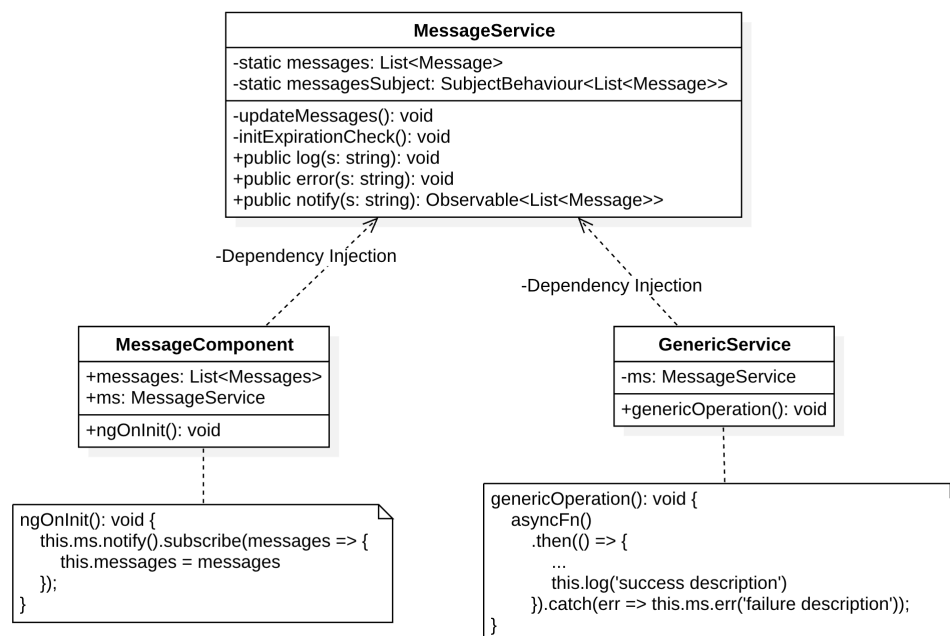 MessageService
-static messages: List<Message>
-static messagesSubject: SubjectBehaviour<List<Message>>
-updateMessages(): void
-initExpirationCheck(): void
+public log(s: string): void
+public error(s: string): void
+public notify(s: string): Observable<List<Message>>
-Dependency Injection
-Dependency Injection
MessageComponent
+messages: List<Messages>
+ms: MessageService
+ngOnInit(): void
GenericService
-ms: MessageService
+genericOperation(): void
ngOnInit(): void {
this.ms.notify().subscribe(messages => {
this.messages = messages
});
}
genericOperation(): void {
asyncFn()
.then(() => {
...
this.log('success description')
}).catch(err => this.ms.err('failure description'));
}